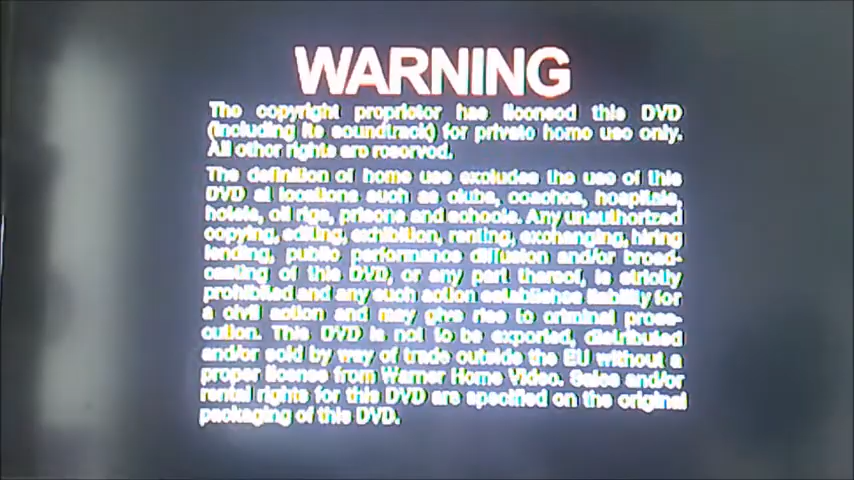 WARNING
The copyright proprietor has licensed this DVD
(including its soundtrack) for private home use only.
All other rights are reserved.
The definition of home use excludes the use of this
DVD at locations such as clubs, coaches, hospitals,
hotels, oil rigs, prisons and schools. Any unauthorized
copying, editing, exhibition, renting, exchanging, hiring
lending, public performance diffusion and/or broad-
casting of this DVD, or any part thereof, is strictly
prohibited and any such action establishes liability for
a civil action and may give rise to criminal prose-
cution. This DVD is not to be exported, distributed
and/or sold by way of trade outside the EU without a
proper license from Warner Home Video. Sales and/or
rental rights for this DVD are specified on the original
packaging of this DVD.